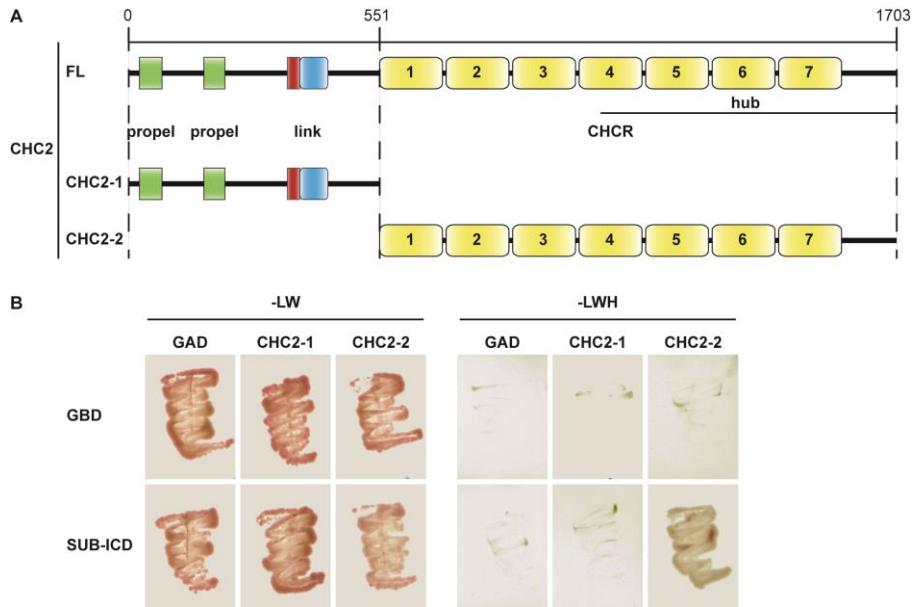 A
0 551 1703
FL 1 2 3 4 5 6 7
hub
propel propel link CHCR
CHC2
CHC2-1
CHC2-2 1 2 3 4 5 6 7
B
-LW -LWH
GAD CHC2-1 CHC2-2 GAD CHC2-1 CHC2-2
GBD
SUB-ICD